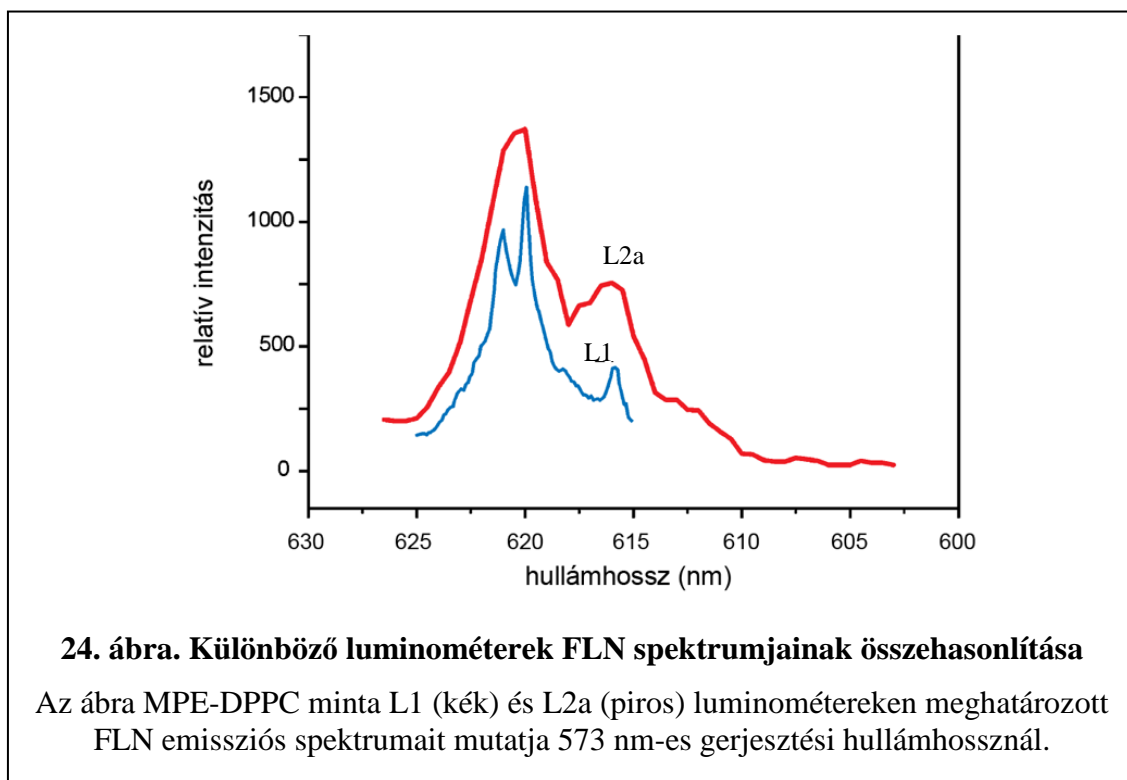 1500
1000
500
0
relatív intenzitás
L2a
L1
630 625 620 615 610 605 600
hullámhossz (nm)
24. ábra. Különböző luminométerek FLN spektrumjainak összehasonlítása
Az ábra MPE-DPPC minta L1 (kék) és L2a (piros) luminométereken meghatározott
FLN emissziós spektrumait mutatja 573 nm-es gerjesztési hullámhossznál.